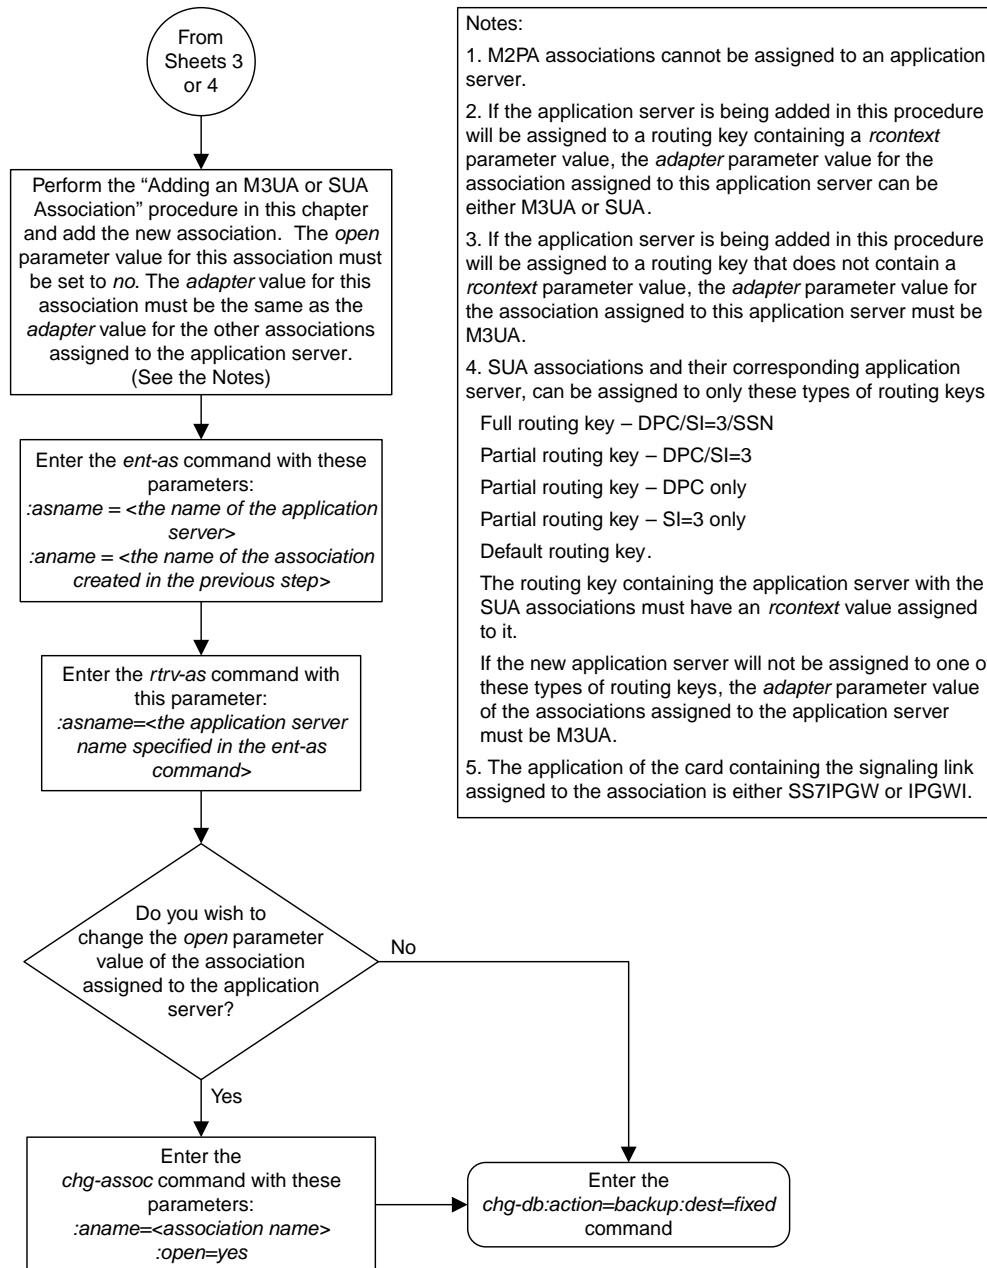 From
Sheets 3
or 4
Perform the “Adding an M3UA or SUA
Association” procedure in this chapter
and add the new association. The open
parameter value for this association must
be set to no. The adapter value for this
association must be the same as the
adapter value for the other associations
assigned to the application server.
(See the Notes)
Enter the ent-as command with these
parameters:
:asname = <the name of the application
server>
:aname = <the name of the association
created in the previous step>
Enter the rtrv-as command with
this parameter:
:asname=<the application server
name specified in the ent-as
command>
Do you wish to
change the open parameter
value of the association
assigned to the application
server?
No
Yes
Enter the
chg-assoc command with these
parameters:
:aname=<association name>
:open=yes
Enter the
chg-db:action=backup:dest=fixed
command
Notes:
1. M2PA associations cannot be assigned to an application
server.
2. If the application server is being added in this procedure
will be assigned to a routing key containing a rcontext
parameter value, the adapter parameter value for the
association assigned to this application server can be
either M3UA or SUA.
3. If the application server is being added in this procedure
will be assigned to a routing key that does not contain a
rcontext parameter value, the adapter parameter value for
the association assigned to this application server must be
M3UA.
4. SUA associations and their corresponding application
server, can be assigned to only these types of routing keys
Full routing key – DPC/SI=3/SSN
Partial routing key – DPC/SI=3
Partial routing key – DPC only
Partial routing key – SI=3 only
Default routing key.
The routing key containing the application server with the
SUA associations must have an rcontext value assigned
to it.
If the new application server will not be assigned to one o
these types of routing keys, the adapter parameter value
of the associations assigned to the application server
must be M3UA.
5. The application of the card containing the signaling link
assigned to the association is either SS7IPGW or IPGWI.